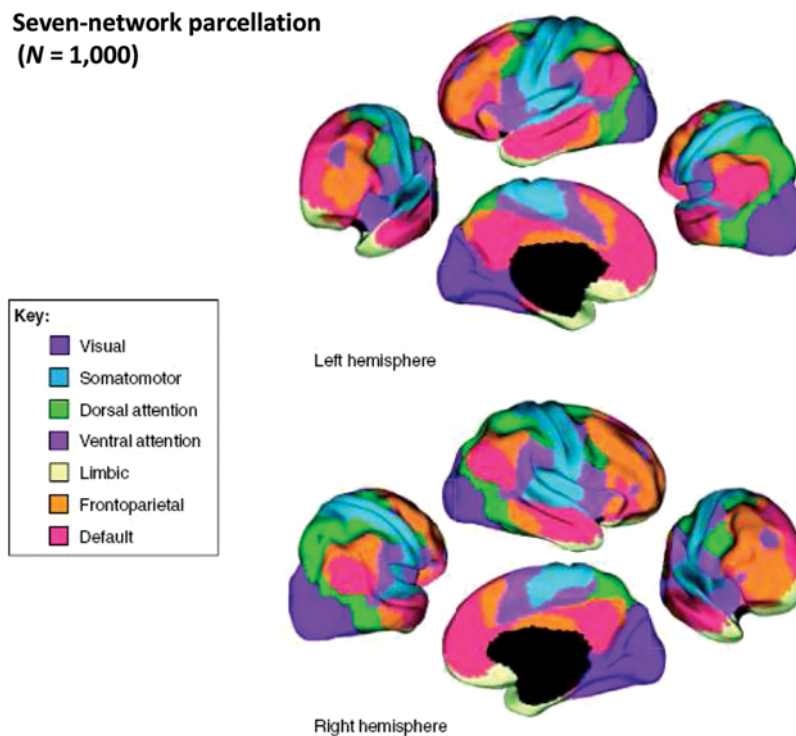 Seven-network parcellation
(N = 1,000)
Key:
Visual
Somatomotor
Dorsal attention
Ventral attention
Limbic
Frontoparietal
Default
Left hemisphere
Right hemisphere